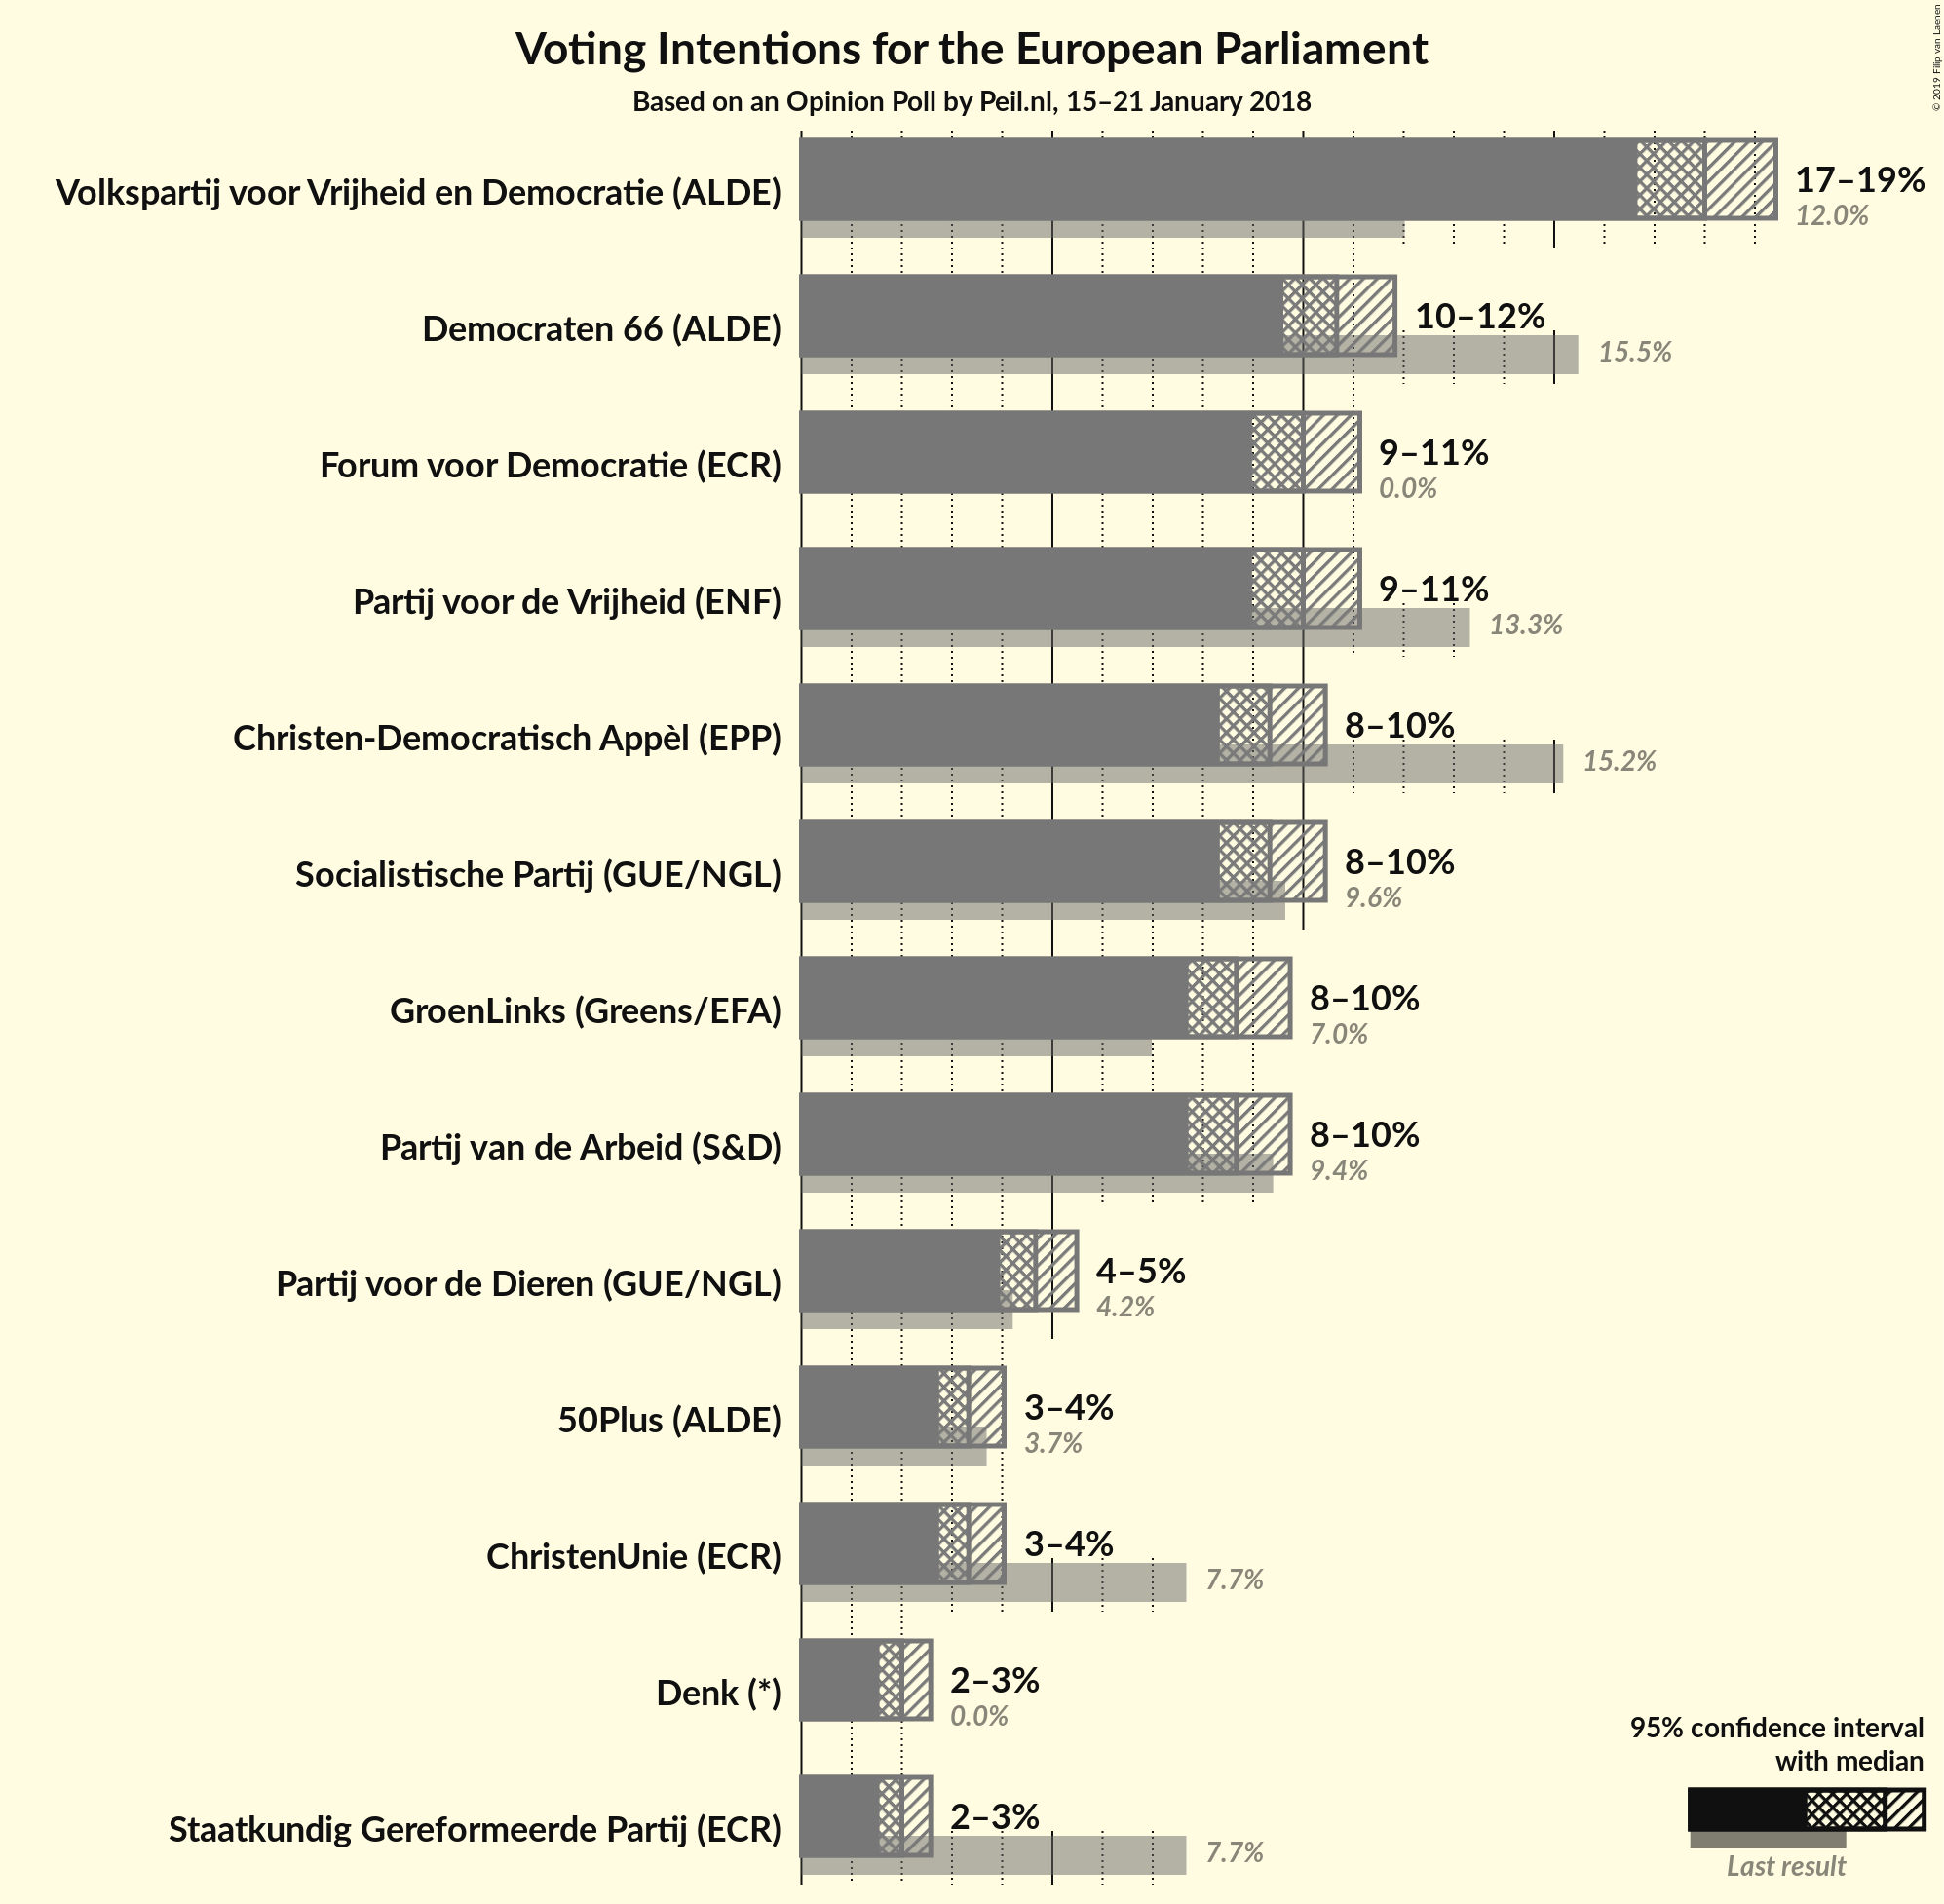 Voting Intentions for the European Parliament
Based on an Opinion Poll by Peil.nl, 15–21 January 2018
© 2019 Filip van Laenen
Volkspartij voor Vrijheid en Democratie (ALDE)
17–19%
12.0%
Democraten 66 (ALDE)
10–12%
15.5%
Forum voor Democratie (ECR)
9–11%
0.0%
Partij voor de Vrijheid (ENF)
9–11%
13.3%
Christen-Democratisch Appèl (EPP)
8–10%
15.2%
Socialistische Partij (GUE/NGL)
8–10%
9.6%
GroenLinks (Greens/EFA)
8–10%
7.0%
Partij van de Arbeid (S&D)
8–10%
9.4%
Partij voor de Dieren (GUE/NGL)
4–5%
4.2%
50Plus (ALDE)
3–4%
3.7%
ChristenUnie (ECR)
3–4%
7.7%
Denk (*)
2–3%
0.0%
Staatkundig Gereformeerde Partij (ECR)
2–3%
7.7%
95% confidence interval
with median
Last result